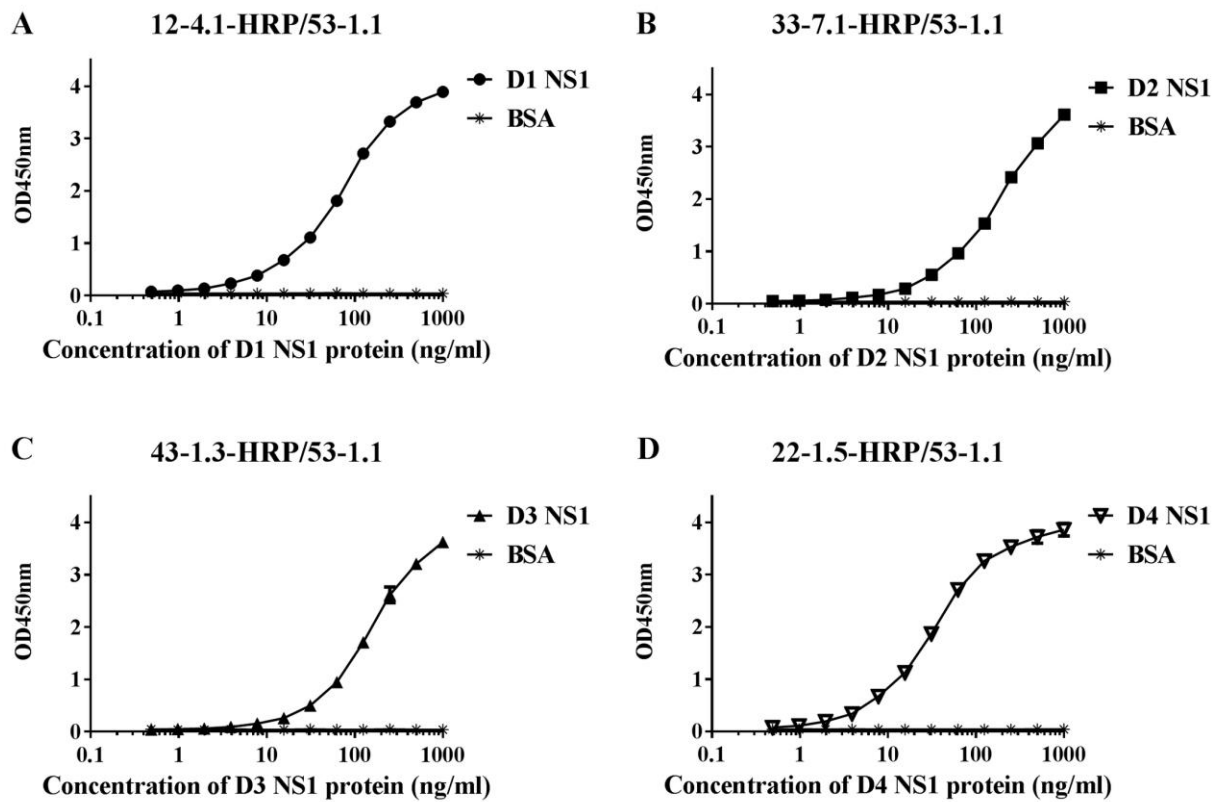 A 12-4.1-HRP/53-1.1
D1 NS1
BSA
OD450nm
4
3
2
1
0
0.1 1 10 100 1000
Concentration of D1 NS1 protein (ng/ml)
B 33-7.1-HRP/53-1.1
D2 NS1
BSA
OD450nm
4
3
2
1
0
0.1 1 10 100 1000
Concentration of D2 NS1 protein (ng/ml)
C 43-1.3-HRP/53-1.1
D3 NS1
BSA
OD450nm
4
3
2
1
0
0.1 1 10 100 1000
Concentration of D3 NS1 protein (ng/ml)
D 22-1.5-HRP/53-1.1
D4 NS1
BSA
OD450nm
4
3
2
1
0
0.1 1 10 100 1000
Concentration of D4 NS1 protein (ng/ml)